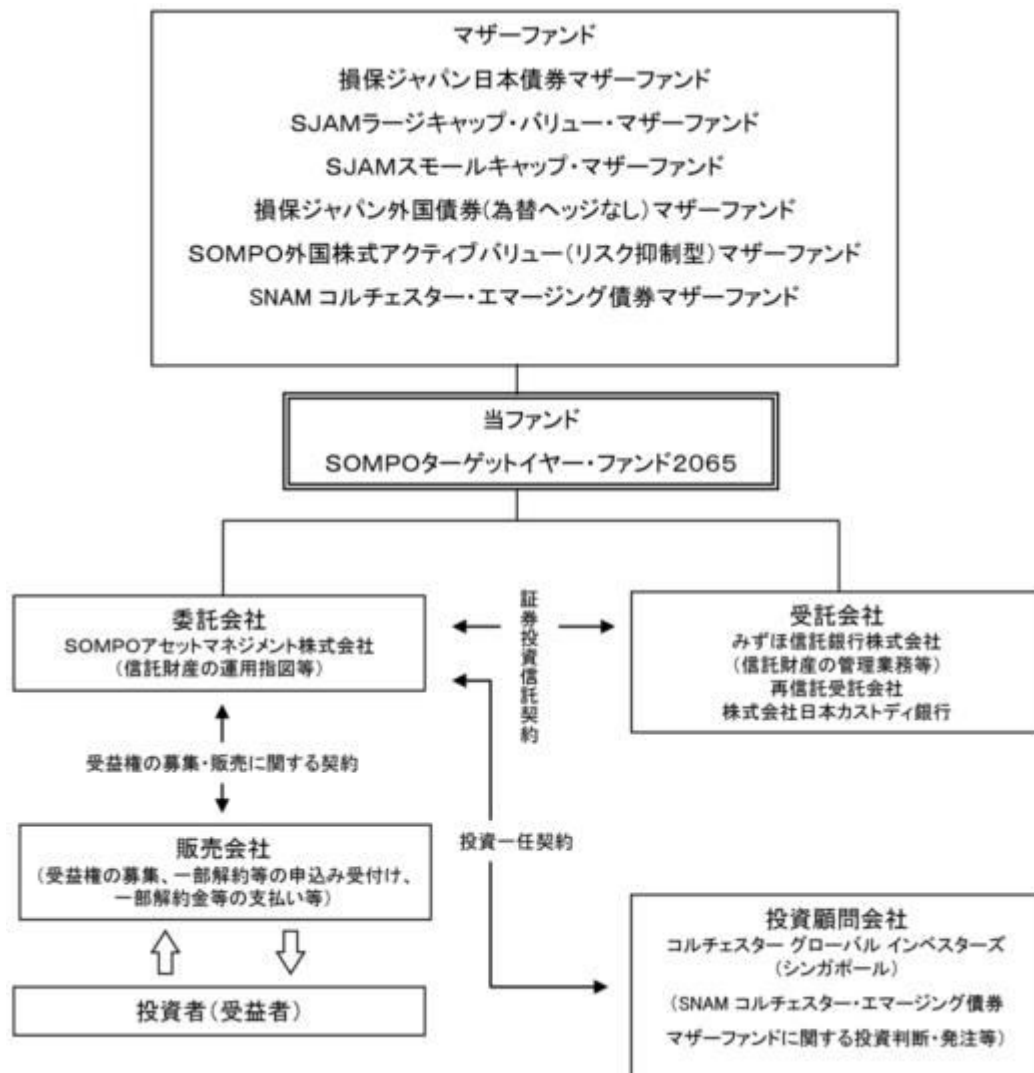 マザーファンド
損保ジャパン日本債券マザーファンド
SJAMラージキャップ・バリュー・マザーファンド
SJAMスモールキャップ・マザーファンド
損保ジャパン外国債券(為替ヘッジなし)マザーファンド
SOMPO外国株式アクティブバリュー(リスク抑制型)マザーファンド
SNAM コルチェスター・エマージング債券マザーファンド
当ファンド
SOMPOターゲットイヤー・ファンド2065
委託会社
SOMPOアセットマネジメント株式会社
(信託財産の運用指図等)
証券投資信託契約
受託会社
みずほ信託銀行株式会社
(信託財産の管理業務等)
再信託受託会社
株式会社日本カストディ銀行
受益権の募集・販売に関する契約
販売会社
(受益権の募集、一部解約等の申込み受付け、
一部解約金等の支払い等)
投資一任契約
投資者(受益者)
投資顧問会社
コルチェスター グローバル インベスターズ
(シンガポール)
(SNAM コルチェスター・エマージング債券
マザーファンドに関する投資判断・発注等)